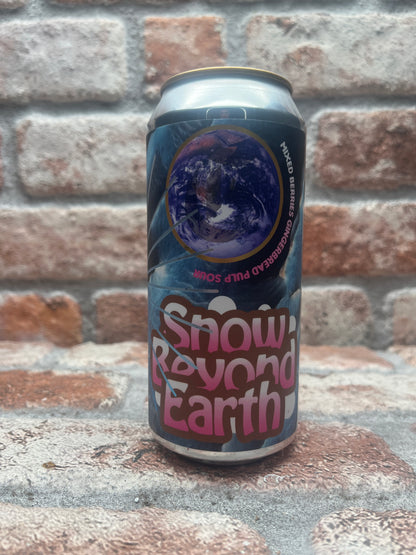 MIXED BERRIES GINGERBREAD PULP SOUR
Snow
Beyond
Earth